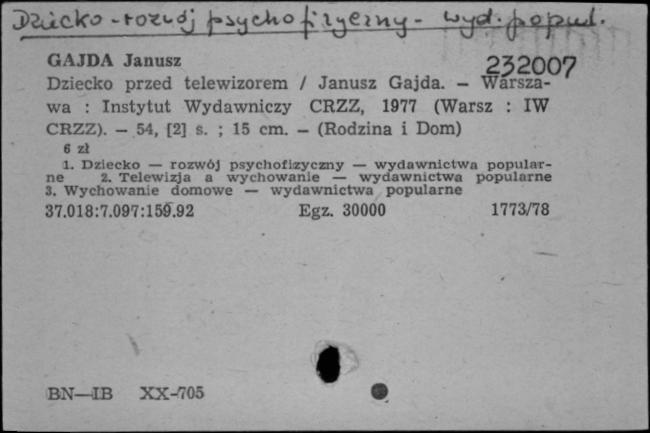 Dziecko - rozwój psychofizyczny - wyd. popul.
GAJDA Janusz
232007
Dziecko przed telewizorem / Janusz Gajda. — Warsza-
wa : Instytut Wydawniczy CRZZ, 1977 (Warsz : IW
CRZZ). — 54, [2] s. ; 15 cm. — (Rodzina i Dom)
6 zł
1. Dziecko — rozwój psychofizyczny — wydawnictwa popular-
ne 2. Telewizja a wychowanie — wydawnictwa popularne
3. Wychowanie domowe — wydawnictwa popularne
37.018:7.097:159.92 Egz. 30000 1773/78
BN—IB XX-705